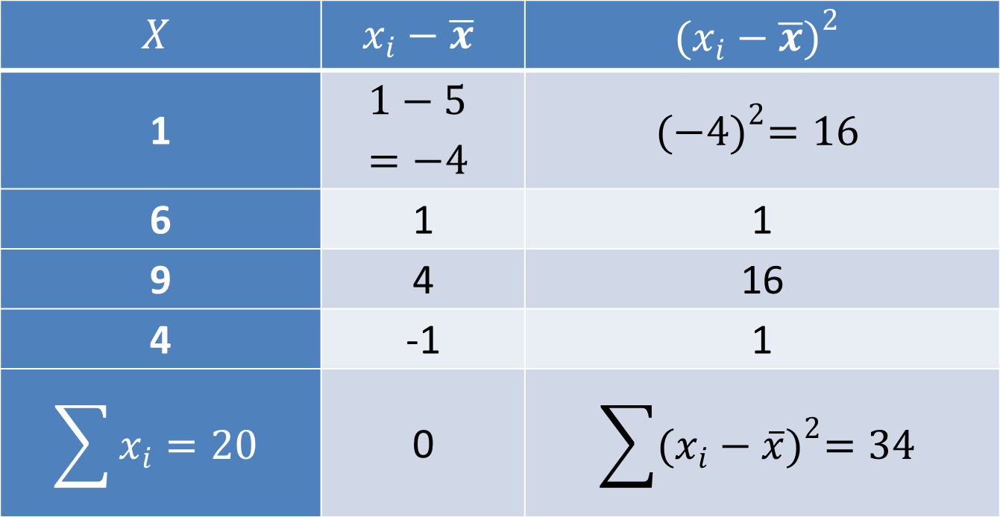 X	xᵢ − x̅	(xᵢ − x̅)²
1	1 − 5
= −4	(−4)² = 16
6	1	1
9	4	16
4	-1	1
∑ xᵢ = 20	0	∑(xᵢ − x̅)² = 34